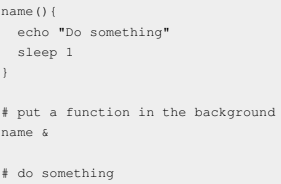 name(){
  echo "Do something"
  sleep 1
}

# put a function in the background
name &

# do something